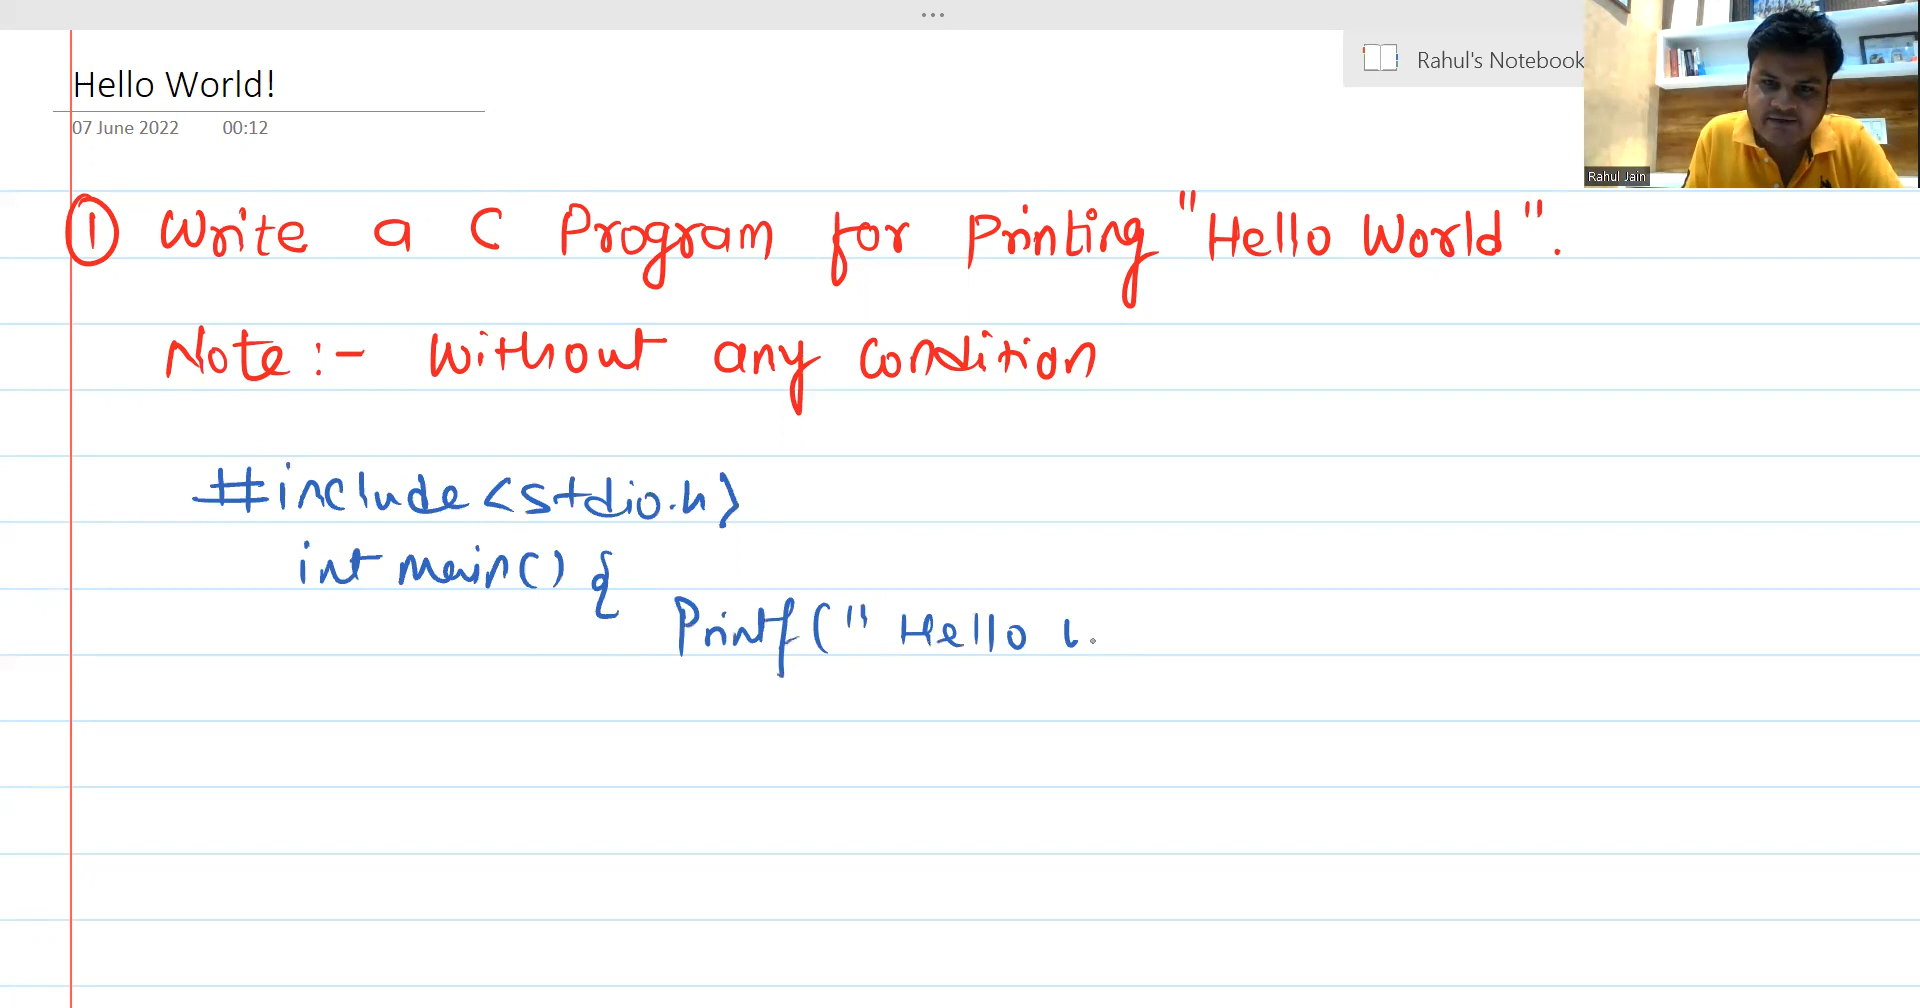 ...
Rahul's Notebook
Hello World!
07 June 2022 00:12
Rahul Jain
① Write a C Program for Printing "Hello World".
Note:- Without any condition
#include<stdio.h>
int main() {
Printf(" Hello